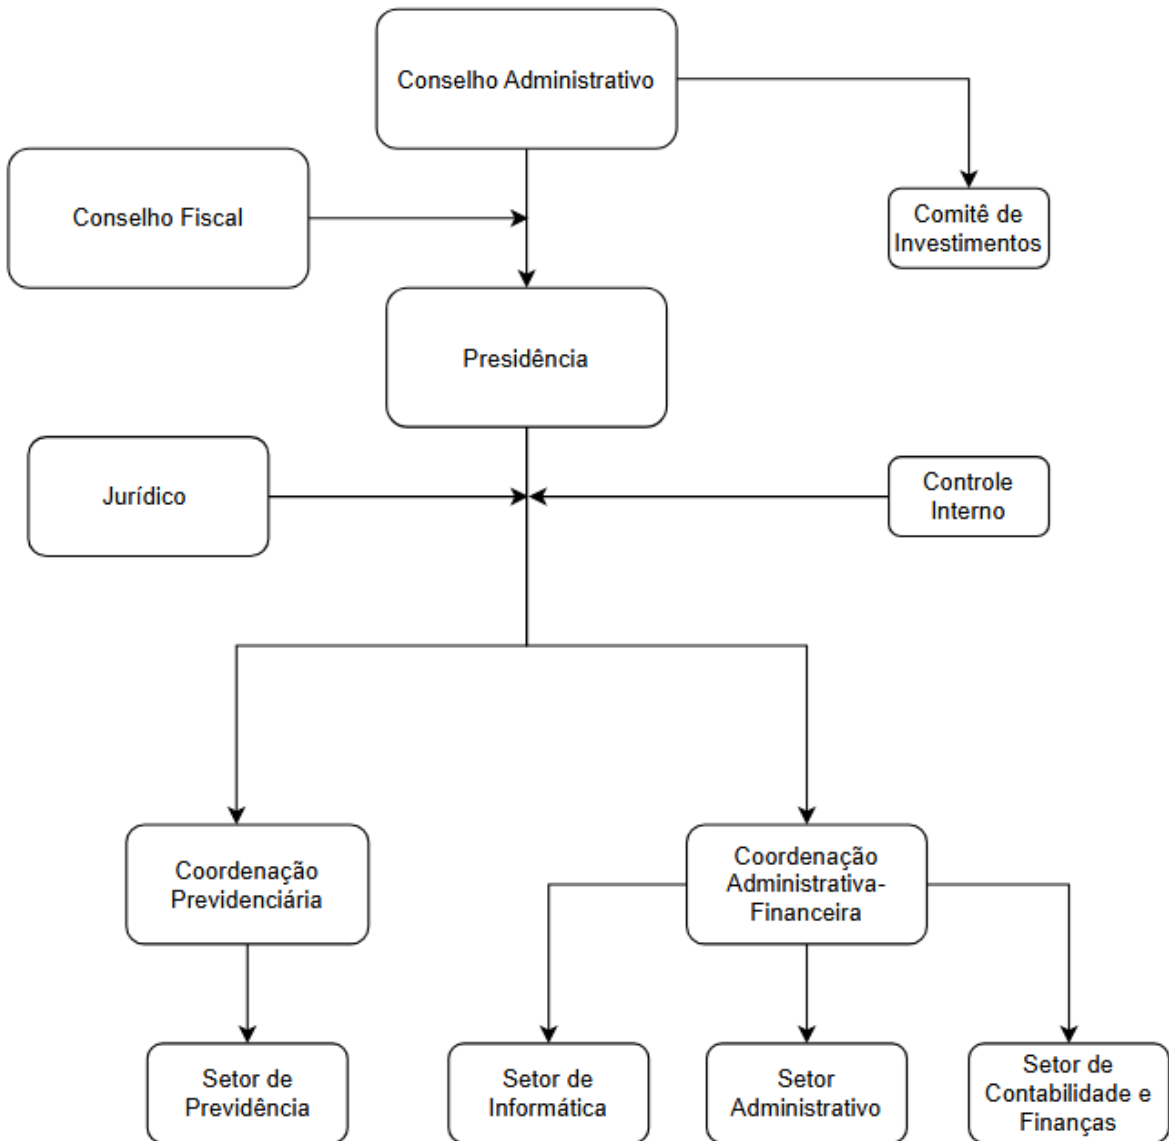 Conselho Administrativo
Conselho Fiscal
Comitê de
Investimentos
Presidência
Jurídico
Controle
Interno
Coordenação
Previdenciária
Coordenação
Administrativa-
Financeira
Setor de
Previdência
Setor de
Informática
Setor
Administrativo
Setor de
Contabilidade e
Finanças